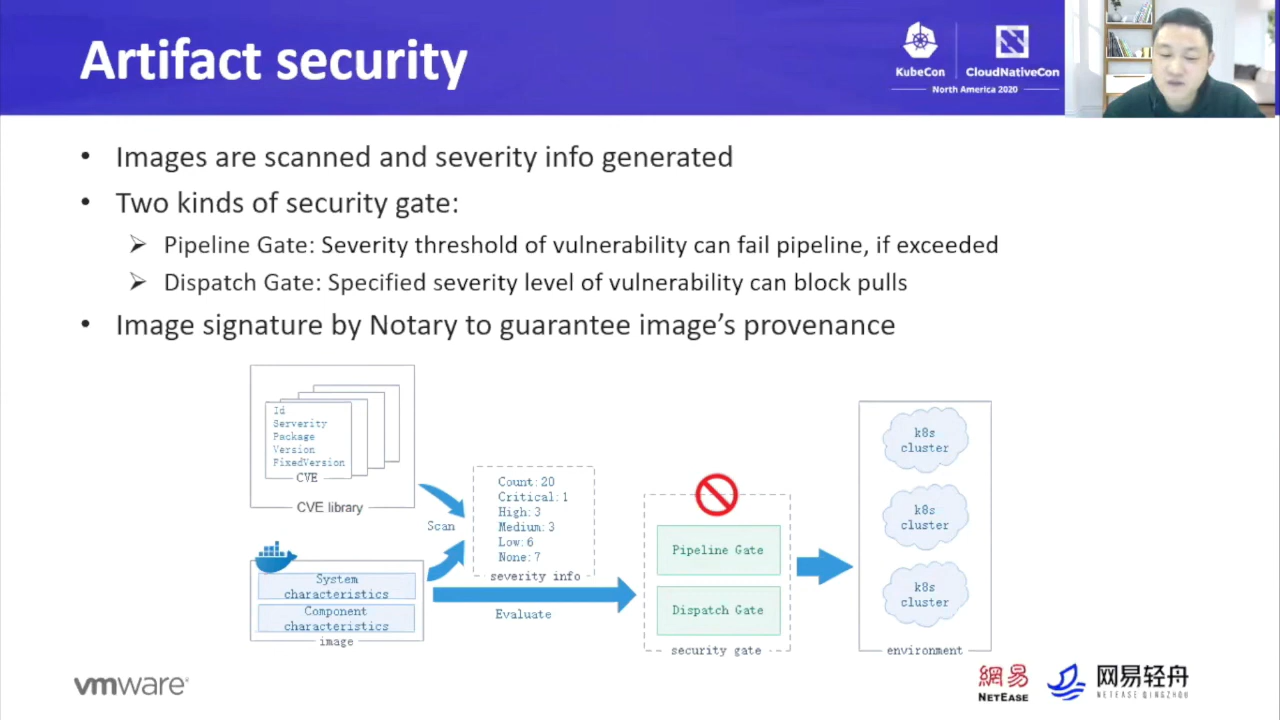 Artifact security
KubeCon
CloudNativeCon
North America 2020
• Images are scanned and severity info generated
• Two kinds of security gate:
➢ Pipeline Gate: Severity threshold of vulnerability can fail pipeline, if exceeded
➢ Dispatch Gate: Specified severity level of vulnerability can block pulls
• Image signature by Notary to guarantee image's provenance
Id
Serverity
Package
Version
FixedVersion
CVE
CVE library
Scan
System
characteristics
Component
characteristics
image
Count:20
Critical:1
High:3
Medium:3
Low:6
None:7
severity info
Evaluate
Pipeline Gate
Dispatch Gate
security gate
k8s
cluster
k8s
cluster
k8s
cluster
environment
vmware
網易
NETEASE
网易轻舟
NETEASE QINGZHOU